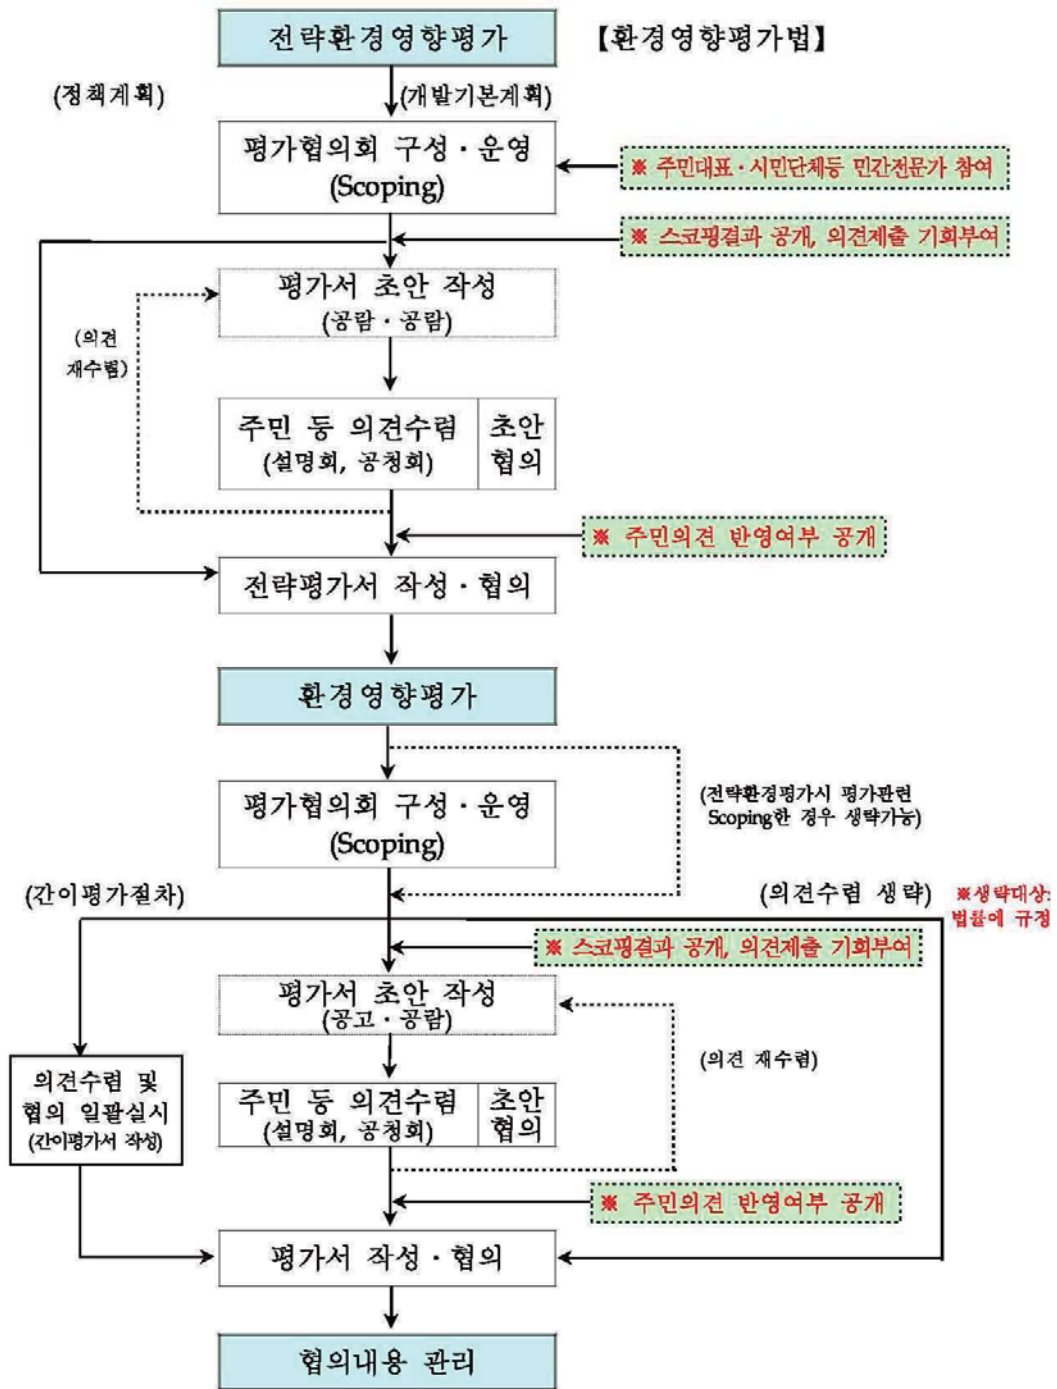 전략환경영향평가
【환경영향평가법】
(정책계획)
(개발기본계획)
평가협의회 구성·운영
(Scoping)
※ 주민대표·시민단체등 민간전문가 참여
※ 스코핑결과 공개, 의견제출 기회부여
평가서 초안 작성
(공람·공람)
(의견
재수렴)
주민 등 의견수렴
(설명회, 공청회)
초안
협의
※ 주민의견 반영여부 공개
전략평가서 작성·협의
환경영향평가
평가협의회 구성·운영
(Scoping)
(전략환경평가시 평가관련
Scoping한 경우 생략가능)
(간이평가절차)
(의견수렴 생략)
※생략대상:
법률에 규정
※ 스코핑결과 공개, 의견제출 기회부여
평가서 초안 작성
(공고·공람)
(의견 재수렴)
의견수렴 및
협의 일괄실시
(간이평가서 작성)
주민 등 의견수렴
(설명회, 공청회)
초안
협의
※ 주민의견 반영여부 공개
평가서 작성·협의
협의내용 관리